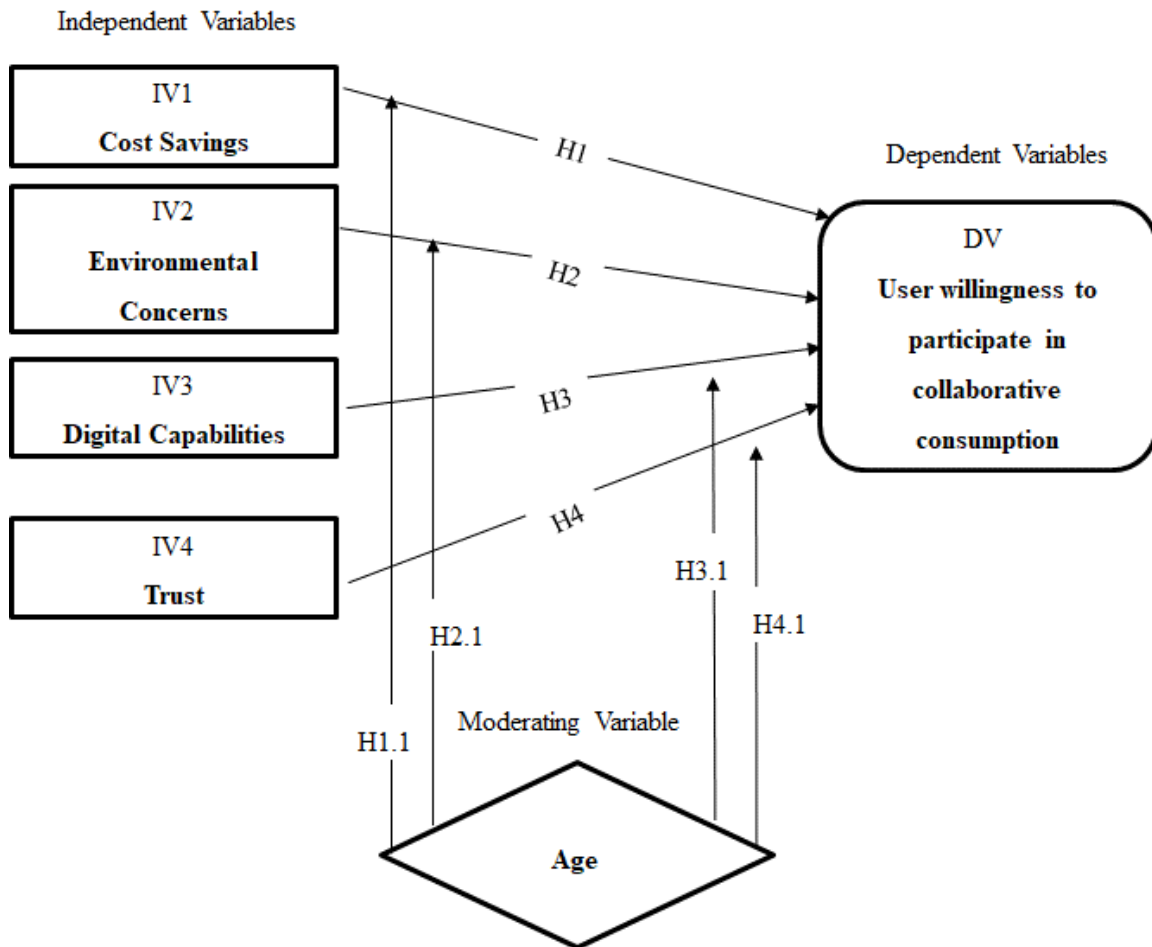 Independent Variables
IV1
Cost Savings
IV2
Environmental
Concerns
IV3
Digital Capabilities
IV4
Trust
H1
H2
H3
H4
Dependent Variables
DV
User willingness to
participate in
collaborative
consumption
H3.1
H4.1
H2.1
H1.1
Moderating Variable
Age